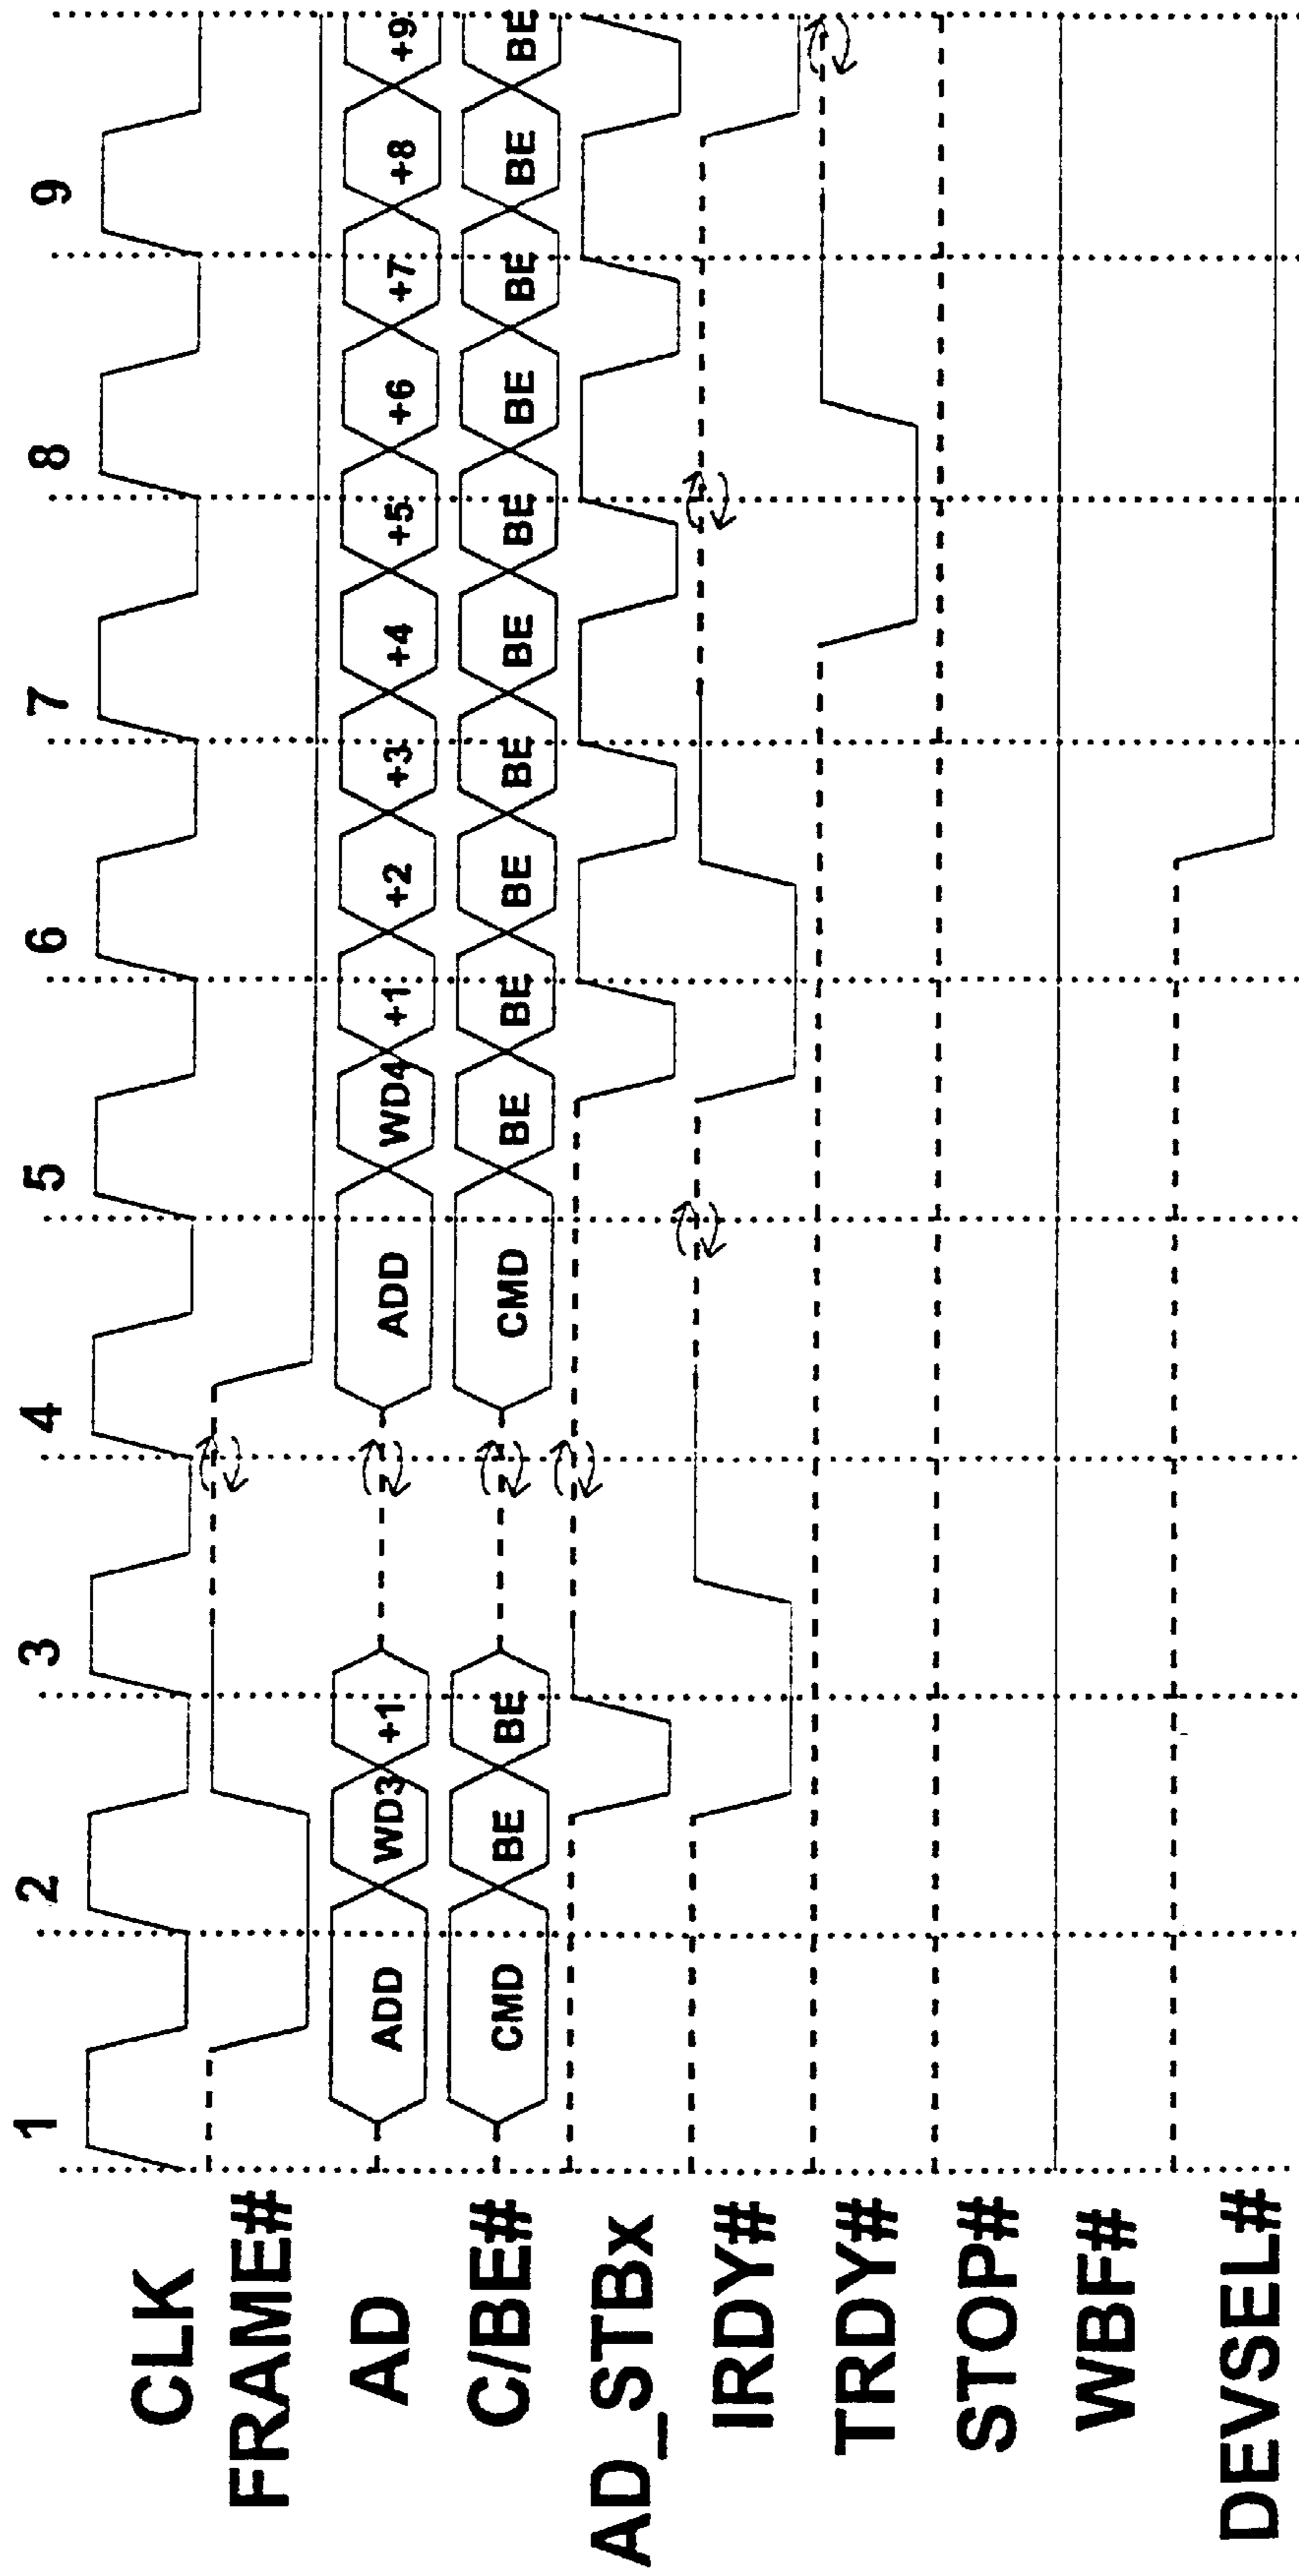 1 2 3 4 5 6 7 8 9
CLK
FRAME#
AD ADD WD3 +1 ADD WD4 +1 +2 +3 +4 +5 +6 +7 +8 +9
C/BE# CMD BE BE CMD BE BE BE BE BE BE BE BE BE BE
AD_STBx
IRDY#
TRDY#
STOP#
WBF#
DEVSEL#